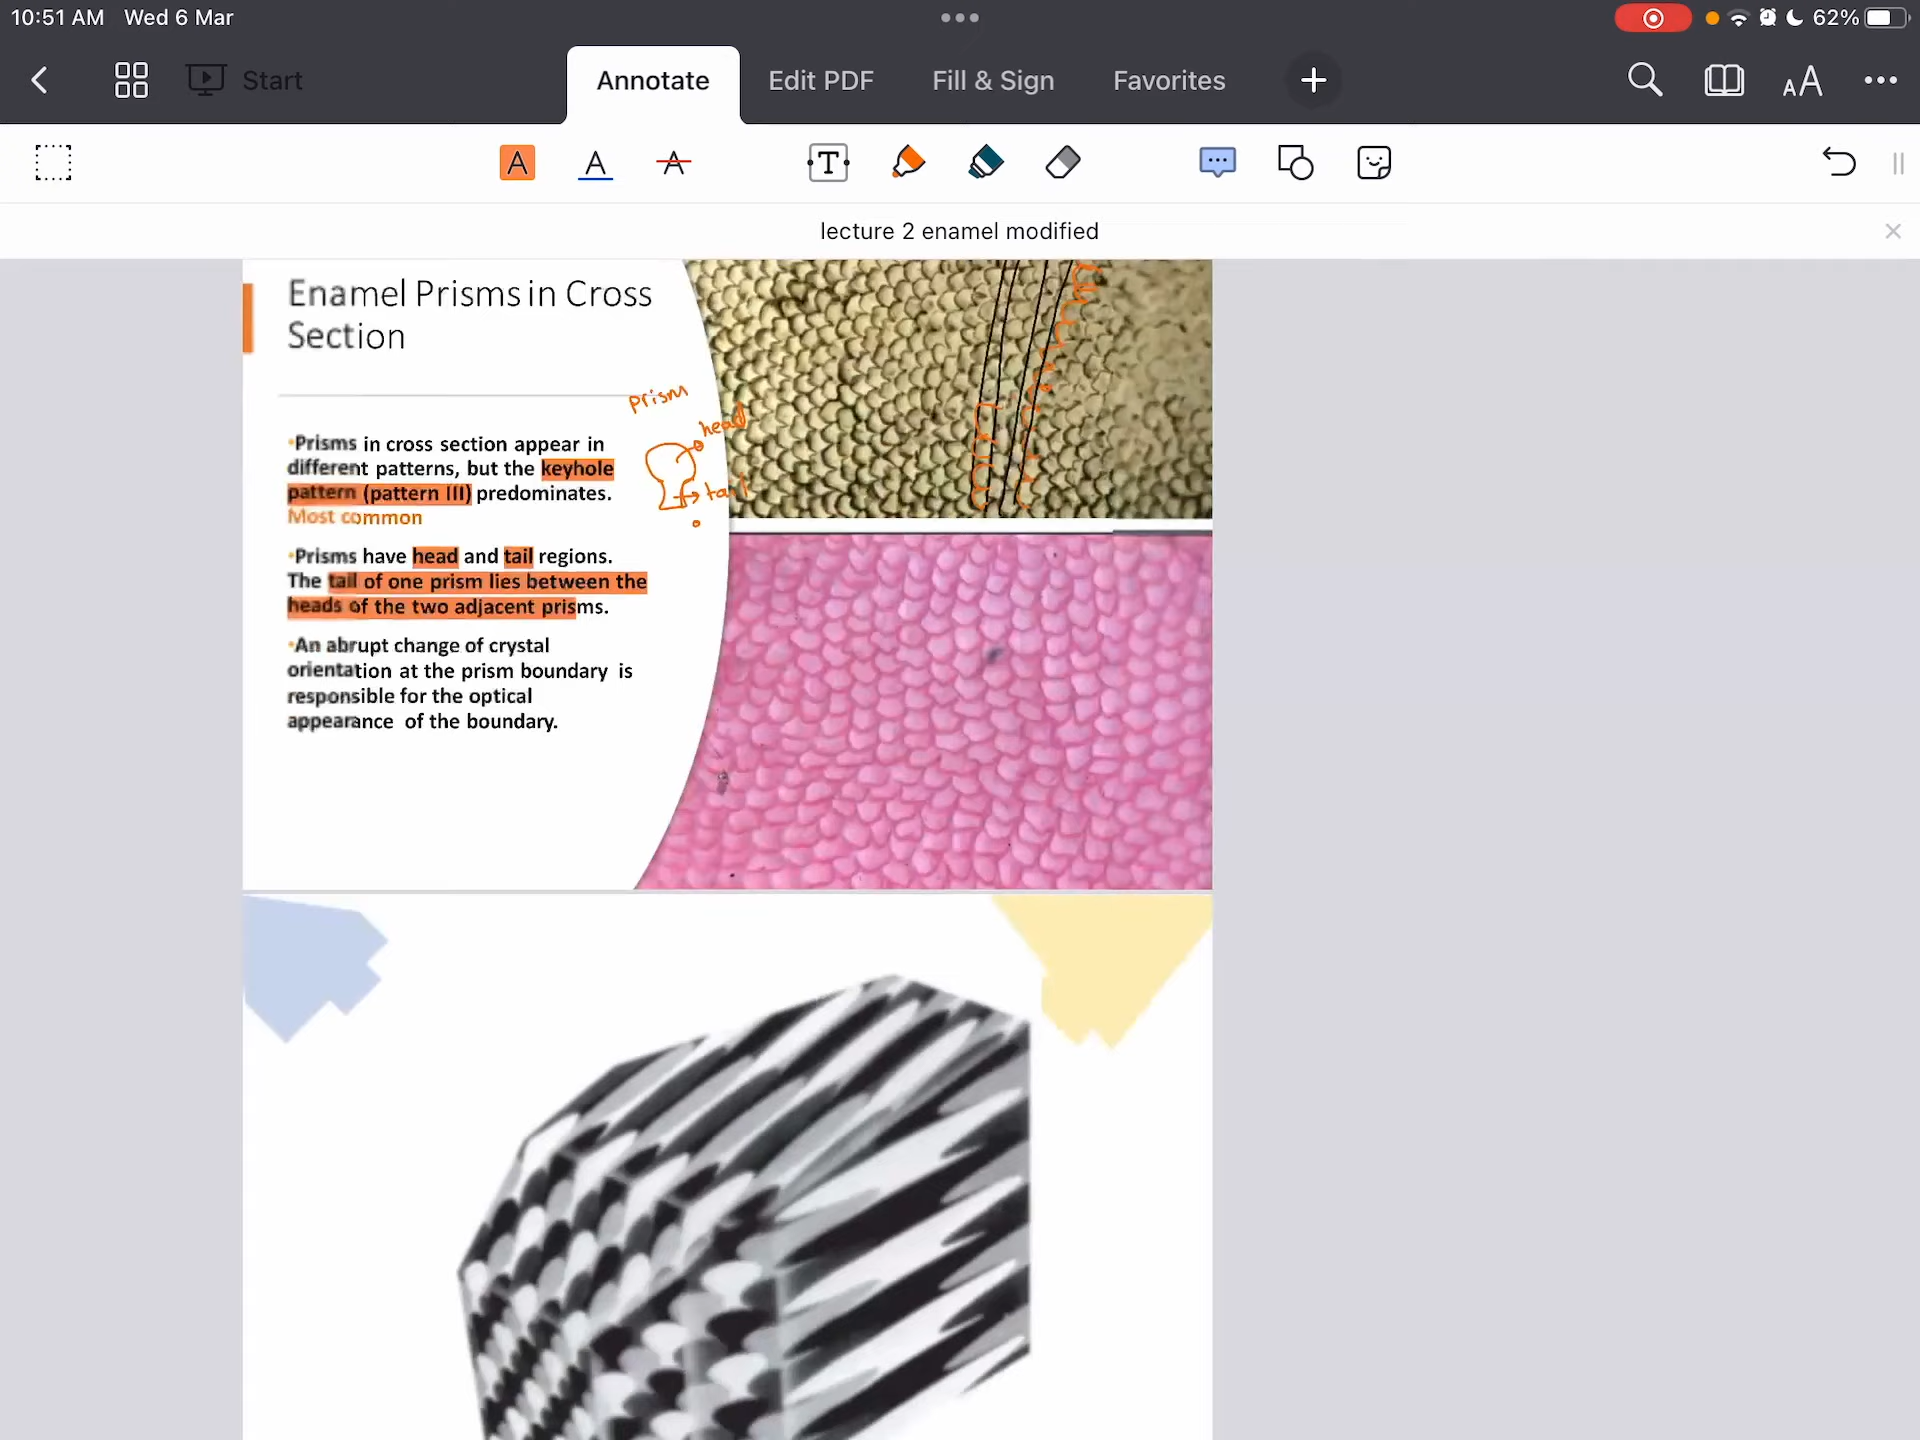 10:51 AM Wed 6 Mar
62%
Start
Annotate
Edit PDF
Fill & Sign
Favorites
AA
A A A T
lecture 2 enamel modified
Enamel Prisms in Cross
Section
prism
head
tail
•Prisms in cross section appear in
different patterns, but the keyhole
pattern (pattern III) predominates.
Most common
•Prisms have head and tail regions.
The tail of one prism lies between the
heads of the two adjacent prisms.
•An abrupt change of crystal
orientation at the prism boundary is
responsible for the optical
appearance of the boundary.